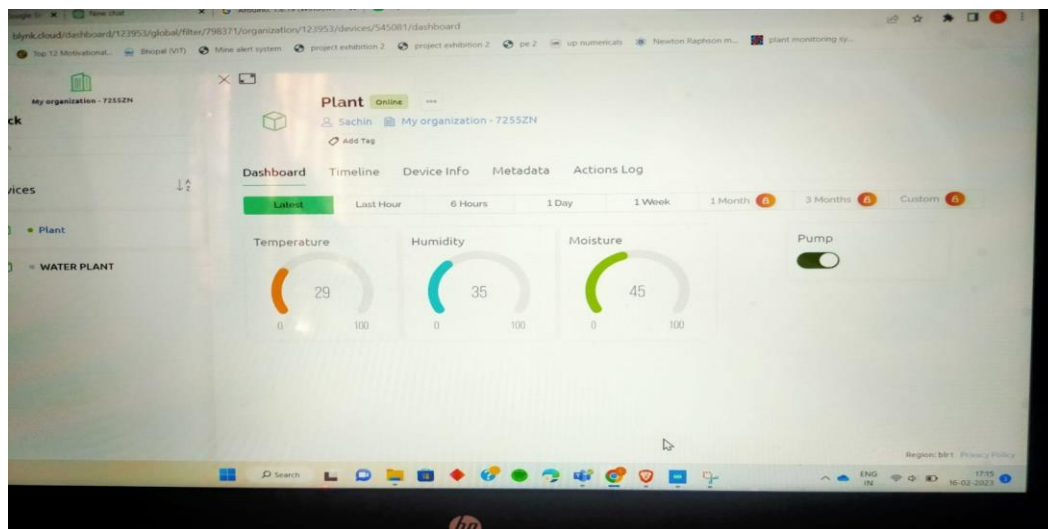 New chat
blynk.cloud/dashboard/123953/global/filter/798371/organization/123953/devices/545081/dashboard
Top 12 Motivational... Bhopal (VIT) Mine alert system project exhibition 2 project exhibition 2 pe 2 up numericals Newton Raphson m... plant monitoring sy...
My organization - 7255ZN
Plant Online
ck
Sachin My organization - 7255ZN
Add Tag
Dashboard Timeline Device Info Metadata Actions Log
vices
Latest Last Hour 6 Hours 1 Day 1 Week 1 Month 3 Months Custom
Plant
Temperature Humidity Moisture Pump
WATER PLANT
29 35 45
0 100 0 100 0 100
Region: blr1 Privacy Policy
Search ENG 17:15
IN 16-02-2023
hp